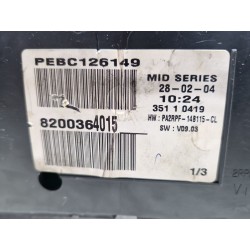 PEBC126149
MID SERIES
28-02-04
10:24
351 1 0419
8200364015
HW : PA2RPF-14B115-CL
SW : V09.03
1/3